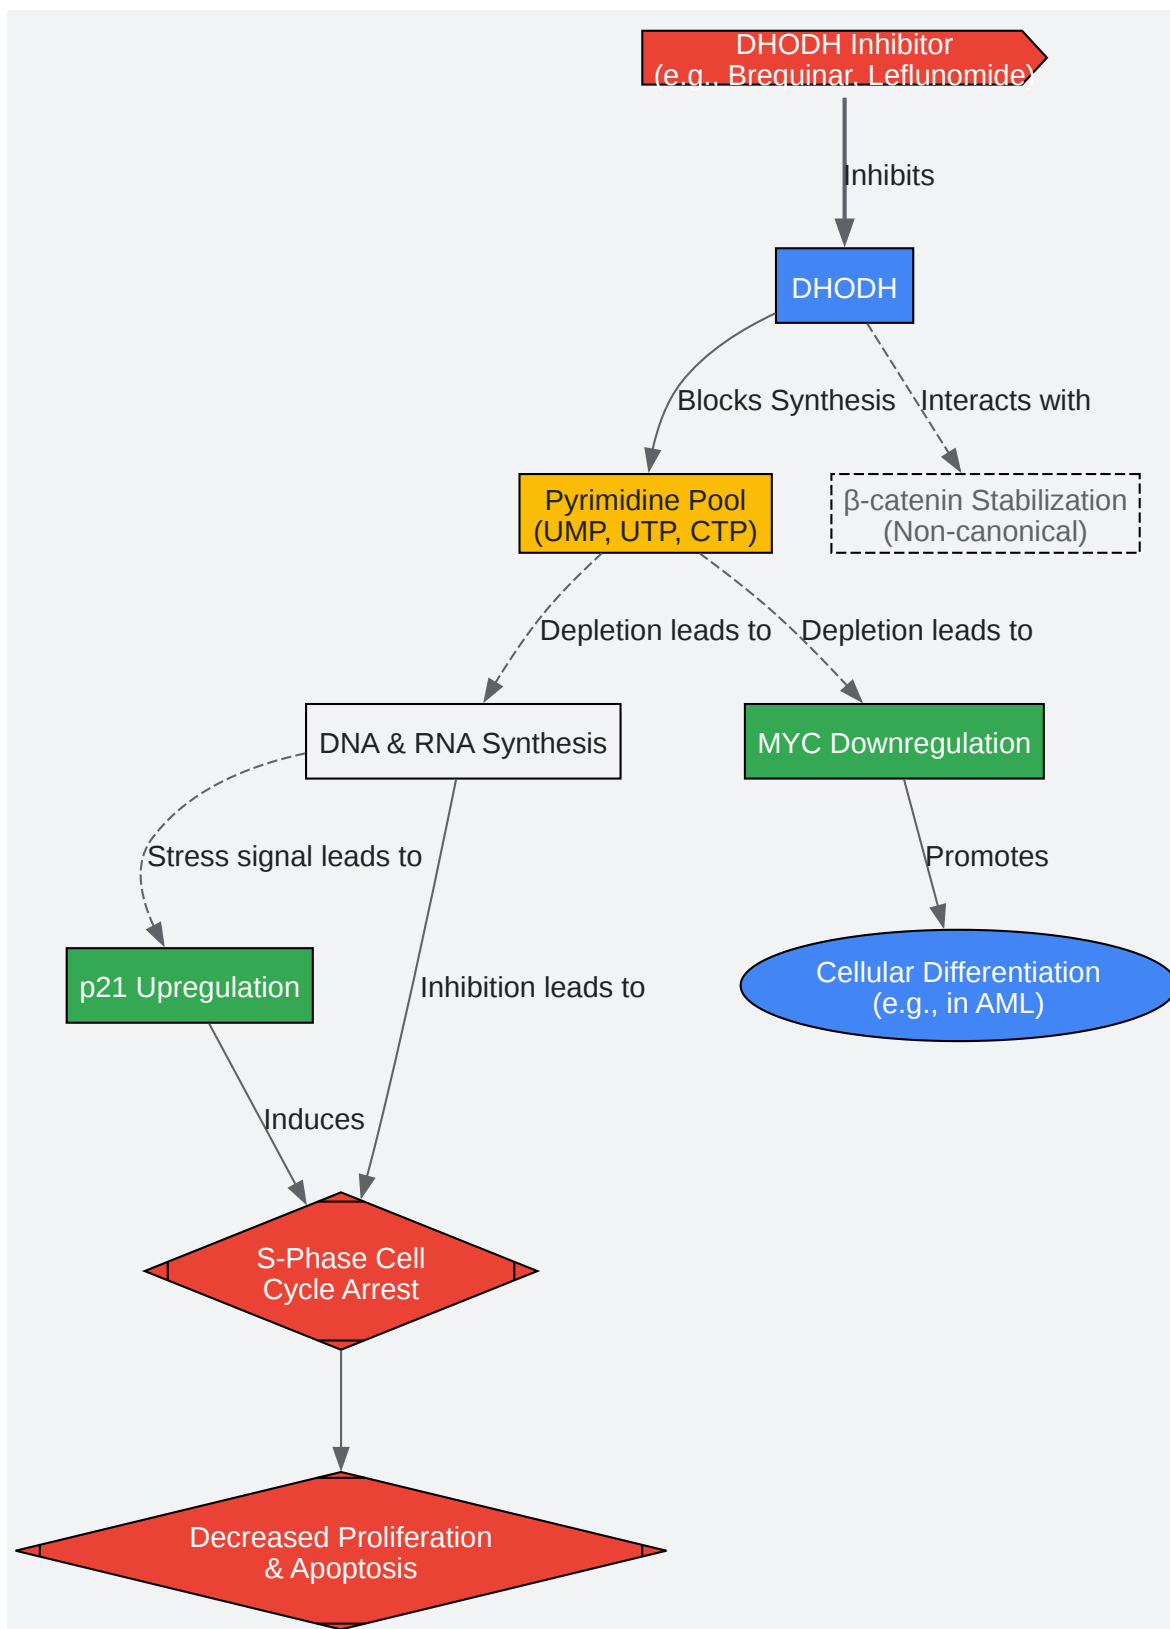 DHODH Inhibitor
(e.g., Brequinar, Leflunomide)
Inhibits
DHODH
Blocks Synthesis
Interacts with
Pyrimidine Pool
(UMP, UTP, CTP)
β-catenin Stabilization
(Non-canonical)
Depletion leads to
Depletion leads to
DNA & RNA Synthesis
MYC Downregulation
Stress signal leads to
Promotes
p21 Upregulation
Inhibition leads to
Cellular Differentiation
(e.g., in AML)
Induces
S-Phase Cell
Cycle Arrest
Decreased Proliferation
& Apoptosis